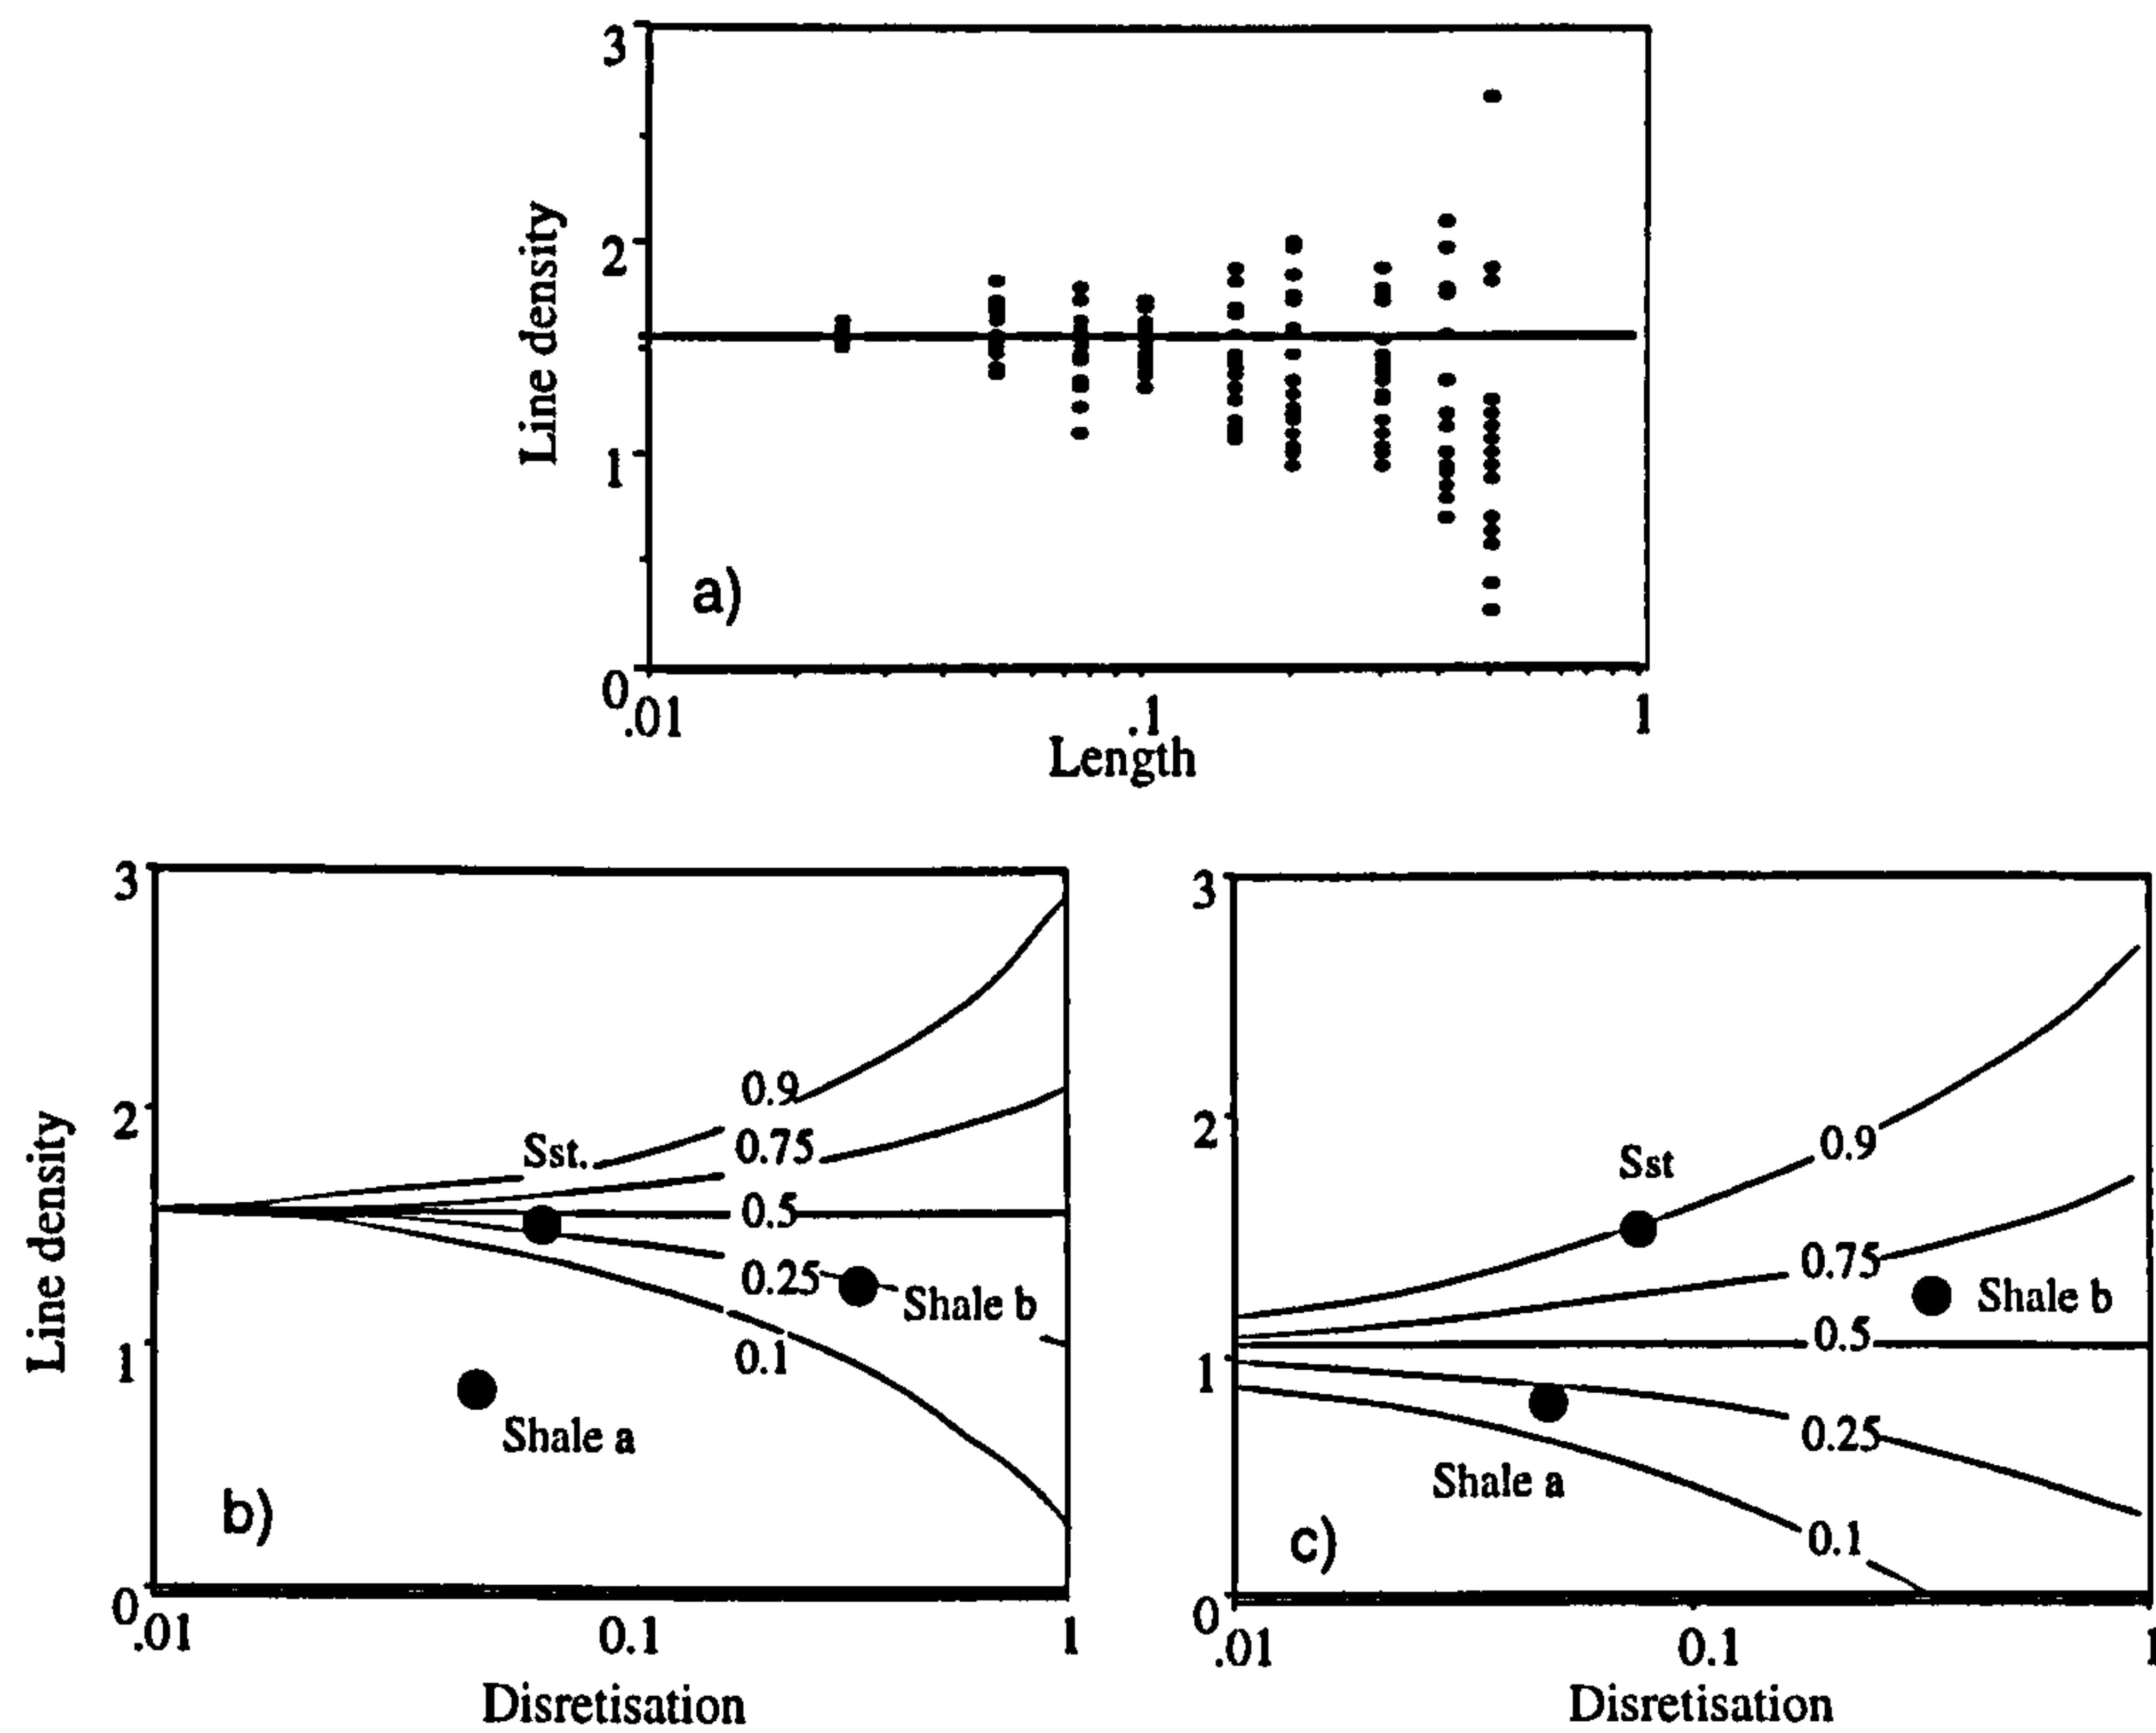 3
2
1
0
Line density
a)
.01 .1 1
Length
3
2
1
0
Line density
0.9
Sst.
0.75
0.5
0.25
Shale b
0.1
Shale a
b)
.01 0.1 1
Disretisation
3
2
1
0
Sst
0.9
0.75
Shale b
0.5
0.25
Shale a
0.1
c)
.01 0.1 1
Disretisation